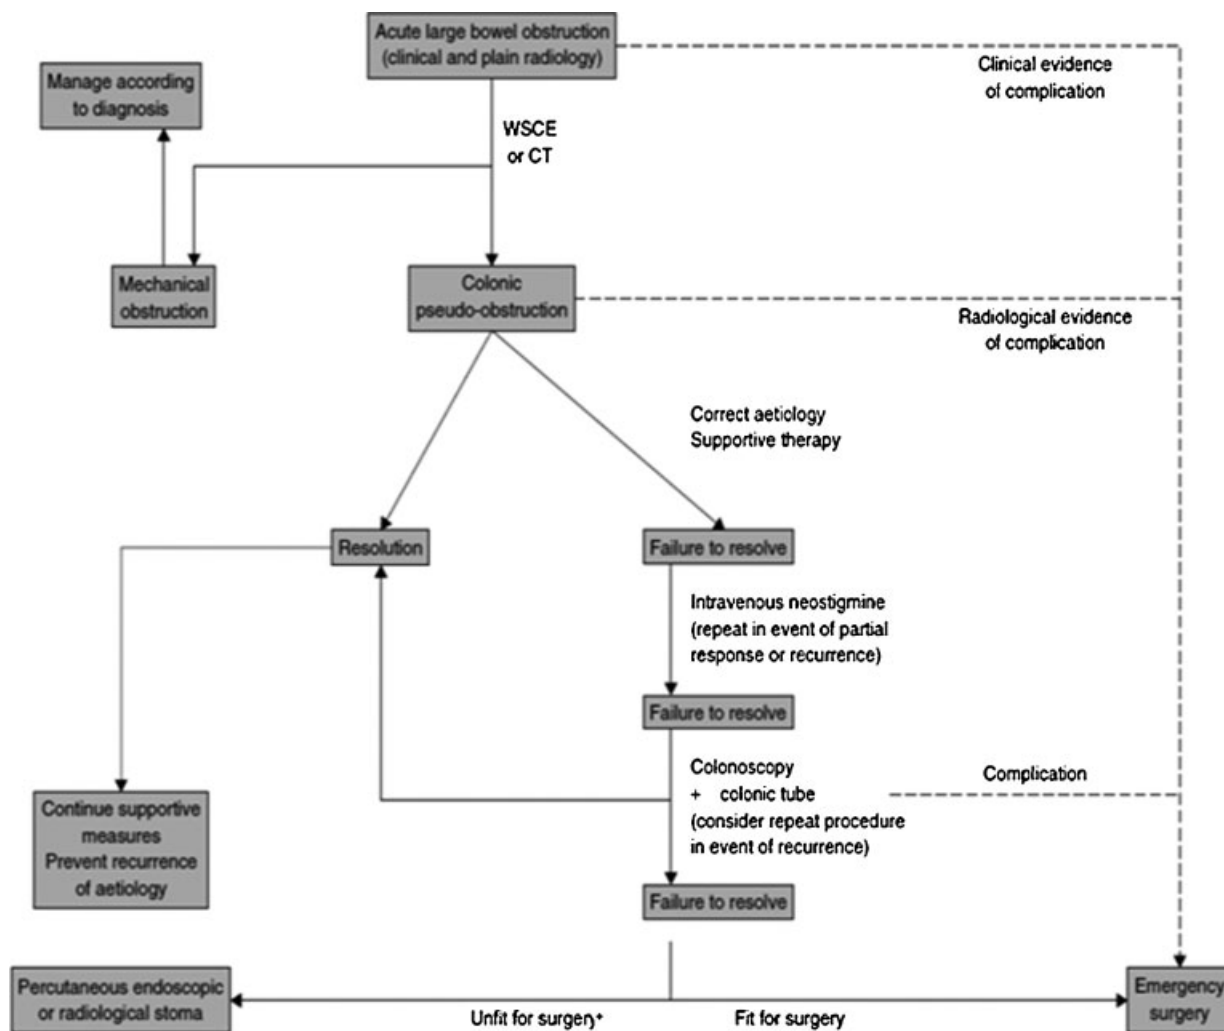 Acute large bowel obstruction
(clinical and plain radiology)
Clinical evidence
of complication
Manage according
to diagnosis
WSCE
or CT
Mechanical
obstruction
Colonic
pseudo-obstruction
Radiological evidence
of complication
Correct aetiology
Supportive therapy
Resolution
Failure to resolve
Intravenous neostigmine
(repeat in event of partial
response or recurrence)
Failure to resolve
Colonoscopy
+ colonic tube
(consider repeat procedure
in event of recurrence)
Complication
Continue supportive
measures
Prevent recurrence
of aetiology
Failure to resolve
Percutaneous endoscopic
or radiological stoma
Unfit for surgery+
Fit for surgery
Emergency
surgery